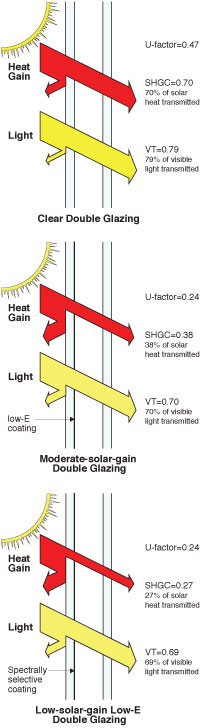 U-factor=0.47
Heat
Gain
SHGC=0.70
70% of solar
heat transmitted
Light
VT=0.79
79% of visible
light transmitted
Clear Double Glazing
U-factor=0.24
Heat
Gain
SHGC=0.38
38% of solar
heat transmitted
Light
VT=0.70
70% of visible
light transmitted
low-E
coating
Moderate-solar-gain
Double Glazing
U-factor=0.24
Heat
Gain
SHGC=0.27
27% of solar
heat transmitted
Light
VT=0.69
69% of visible
light transmitted
Spectrally
selective
coating
Low-solar-gain Low-E
Double Glazing